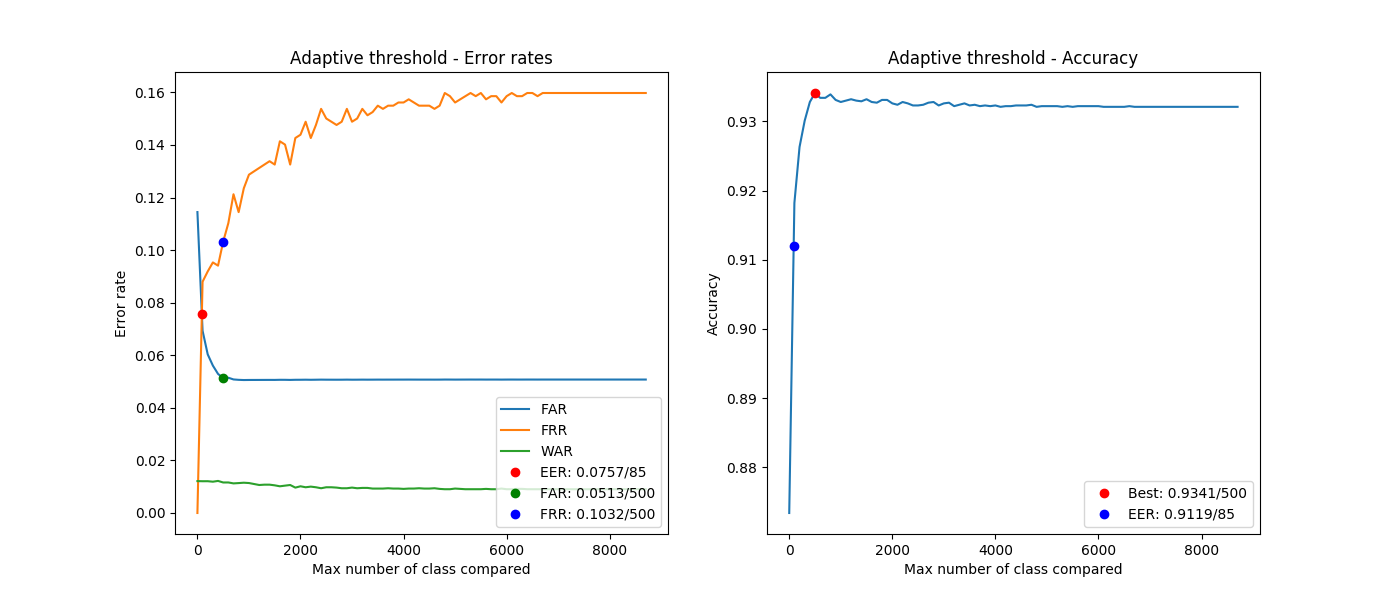 Adaptive threshold - Error rates
0.16
0.14
0.12
0.10
0.08
0.06
0.04
0.02
0.00
Error rate
0
2000
4000
6000
8000
Max number of class compared
FAR
FRR
WAR
EER: 0.0757/85
FAR: 0.0513/500
FRR: 0.1032/500
Adaptive threshold - Accuracy
0.93
0.92
0.91
0.90
0.89
0.88
Accuracy
0
2000
4000
6000
8000
Max number of class compared
Best: 0.9341/500
EER: 0.9119/85